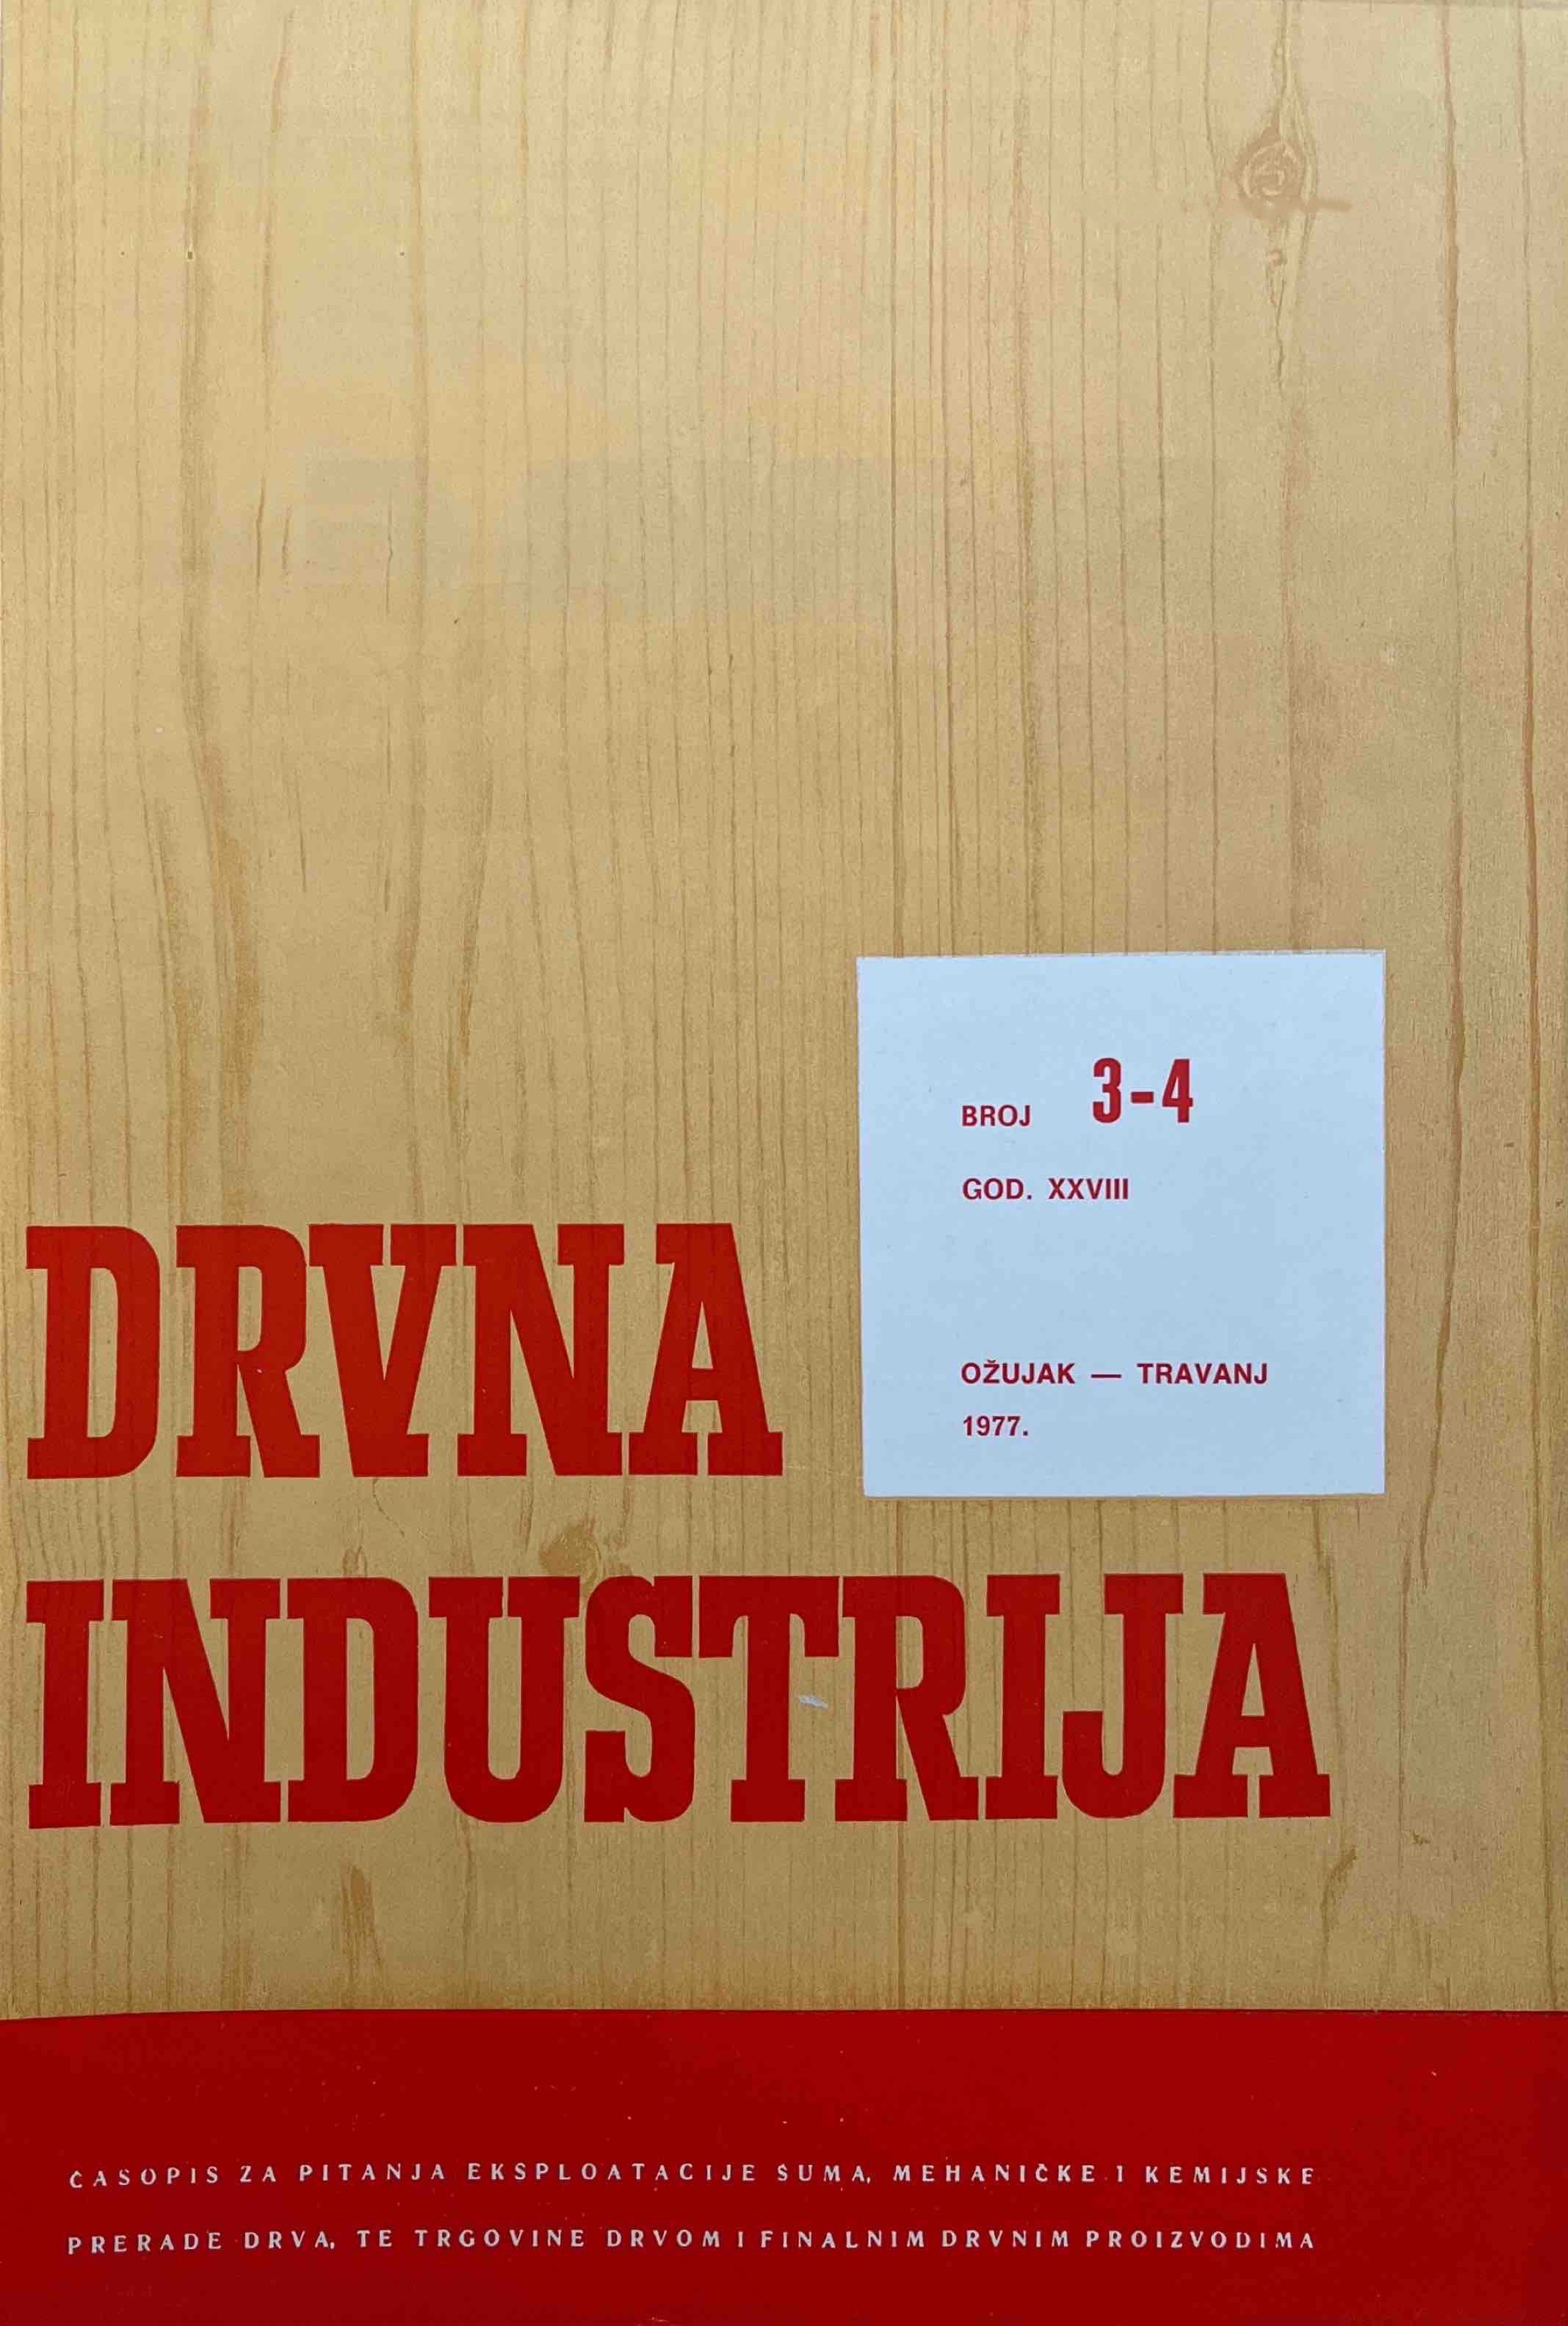 BROJ 3-4
GOD. XXVIII
OŽUJAK — TRAVANJ
1977.
DRVNA
INDUSTRIJA
ČASOPIS ZA PITANJA EKSPLOATACIJE ŠUMA, MEHANIČKE I KEMIJSKE
PRERADE DRVA, TE TRGOVINE DRVOM I FINALNIM DRVNIM PROIZVODIMA